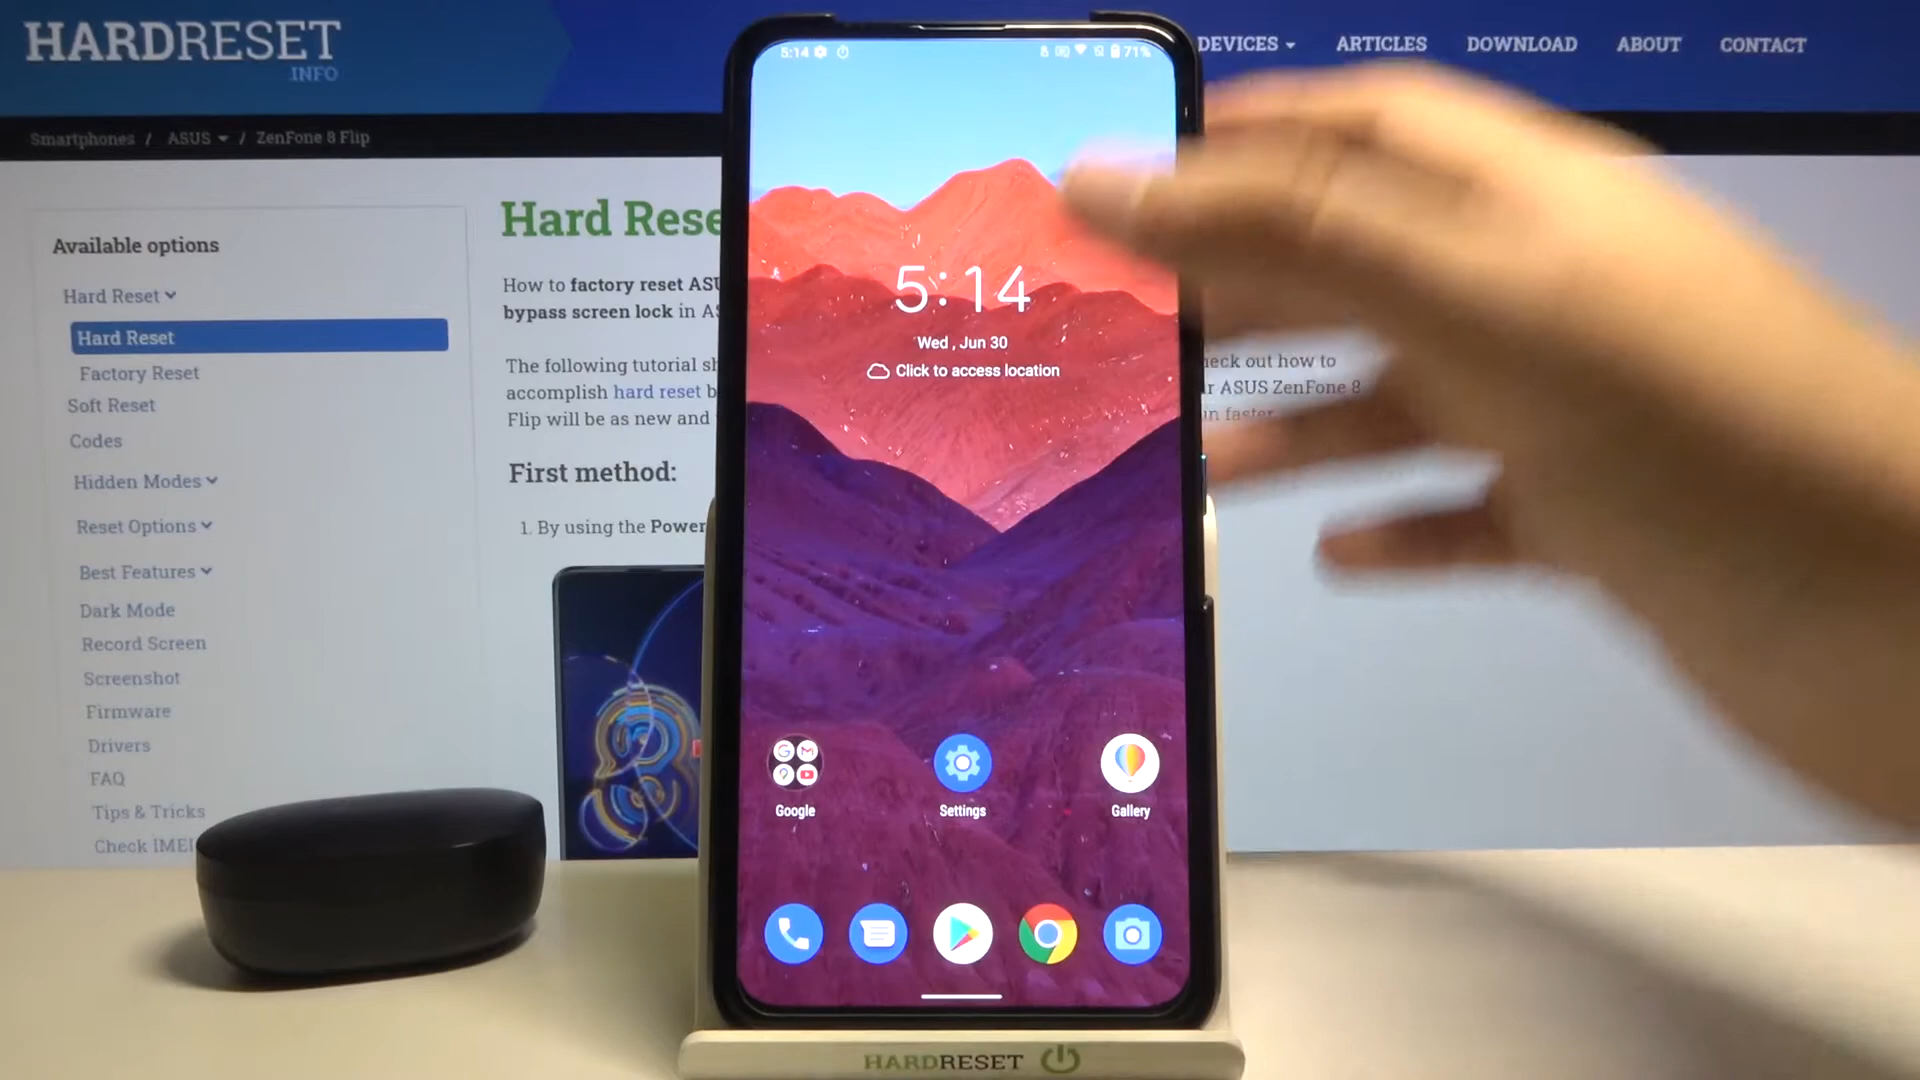 HARDRESET
.INFO
DEVICES
ARTICLES
DOWNLOAD
ABOUT
CONTACT
Smartphones / ASUS / ZenFone 8 Flip
Available options
Hard Reset
Hard Reset
Factory Reset
Soft Reset
Codes
Hidden Modes
Reset Options
Best Features
Dark Mode
Record Screen
Screenshot
Firmware
Drivers
FAQ
Tips & Tricks
Check IMEI
Hard Rese
How to factory reset ASU
bypass screen lock in AS
The following tutorial sh
accomplish hard reset b
Flip will be as new and
First method:
1. By using the Power
heck out how to
r ASUS ZenFone 8
in faster
5:14
71%
5:14
Wed , Jun 30
Click to access location
Google
Settings
Gallery
8
HARDRESET